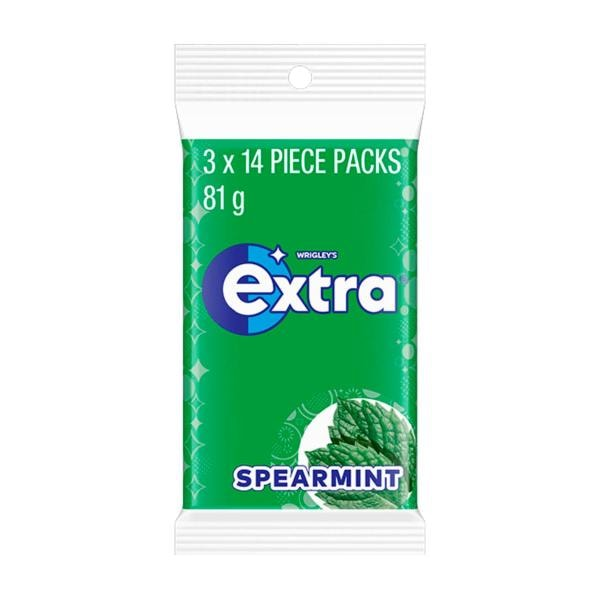 3 x 14 PIECE PACKS
81 g
WRIGLEY'S
extra
SPEARMINT